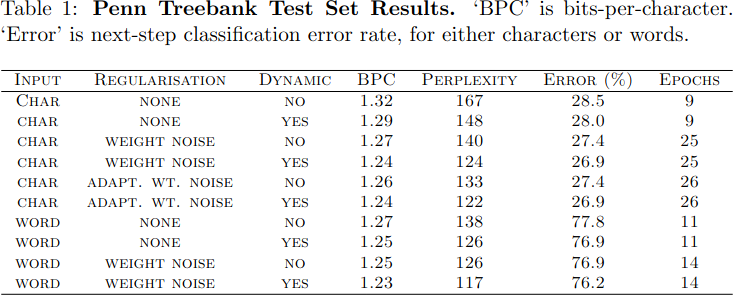 Table 1: Penn Treebank Test Set Results. ‘BPC’ is bits-per-character.
‘Error’ is next-step classification error rate, for either characters or words.
Input Regularisation Dynamic BPC Perplexity Error (%) Epochs
Char none no 1.32 167 28.5 9
char none yes 1.29 148 28.0 9
char weight noise no 1.27 140 27.4 25
char weight noise yes 1.24 124 26.9 25
char adapt. wt. noise no 1.26 133 27.4 26
char adapt. wt. noise yes 1.24 122 26.9 26
word none no 1.27 138 77.8 11
word none yes 1.25 126 76.9 11
word weight noise no 1.25 126 76.9 14
word weight noise yes 1.23 117 76.2 14